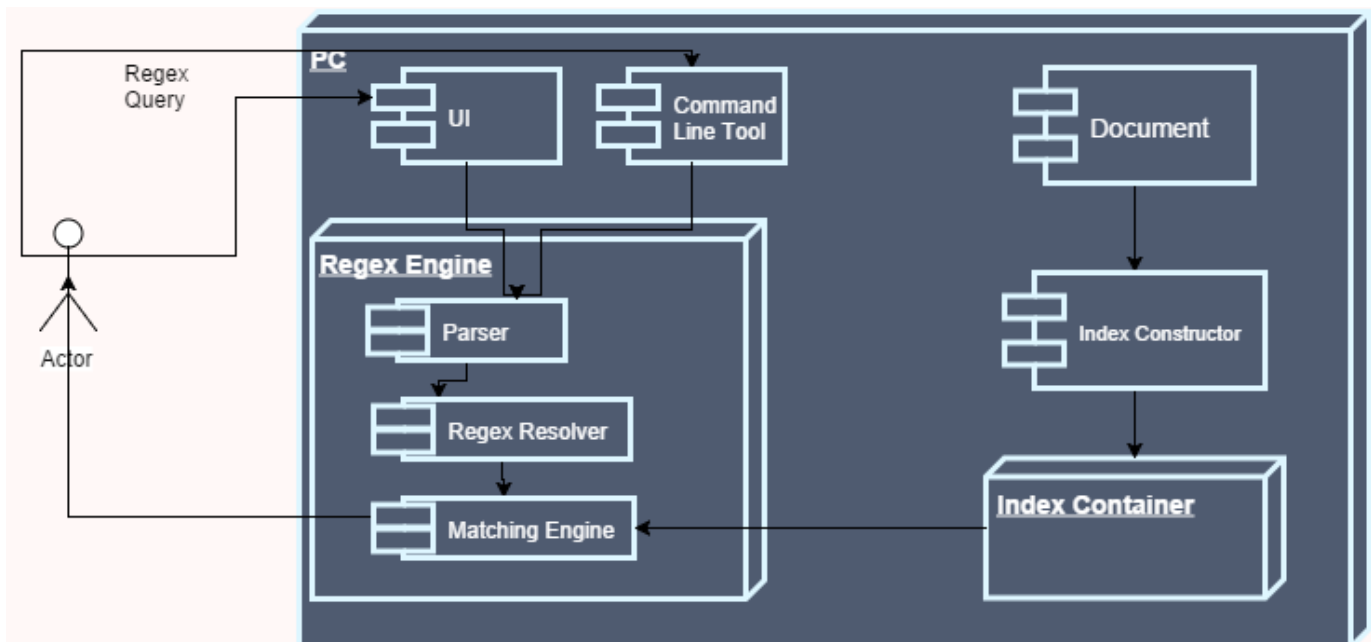 PC
Regex
Query
UI
Command
Line Tool
Document
Regex Engine
Parser
Index Constructor
Actor
Regex Resolver
Index Container
Matching Engine